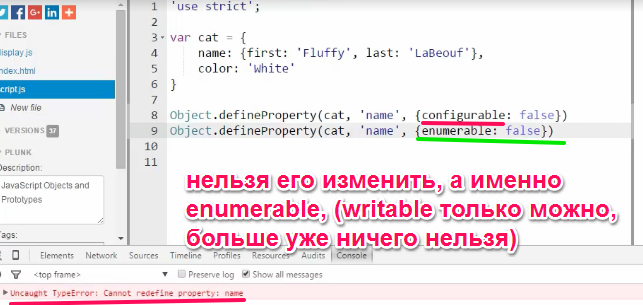 'use strict';
1
2
3 var cat = {
4 name: {first: 'Fluffy', last: 'LaBeouf'},
5 color: 'White'
6 }
7
8 Object.defineProperty(cat, 'name', {configurable: false})
9 Object.defineProperty(cat, 'name', {enumerable: false})
10
11
FILES
display.js
ndex.html
cript.js
New file
VERSIONS 37
PLUNK
Description:
JavaScript Objects and
Prototypes
Tags:
нельзя его изменить, а именно
enumerable, (writable только можно,
больше уже ничего нельзя)
Elements Network Sources Timeline Profiles Resources Audits Console
<top frame> Preserve log Show all messages
Uncaught TypeError: Cannot redefine property: name